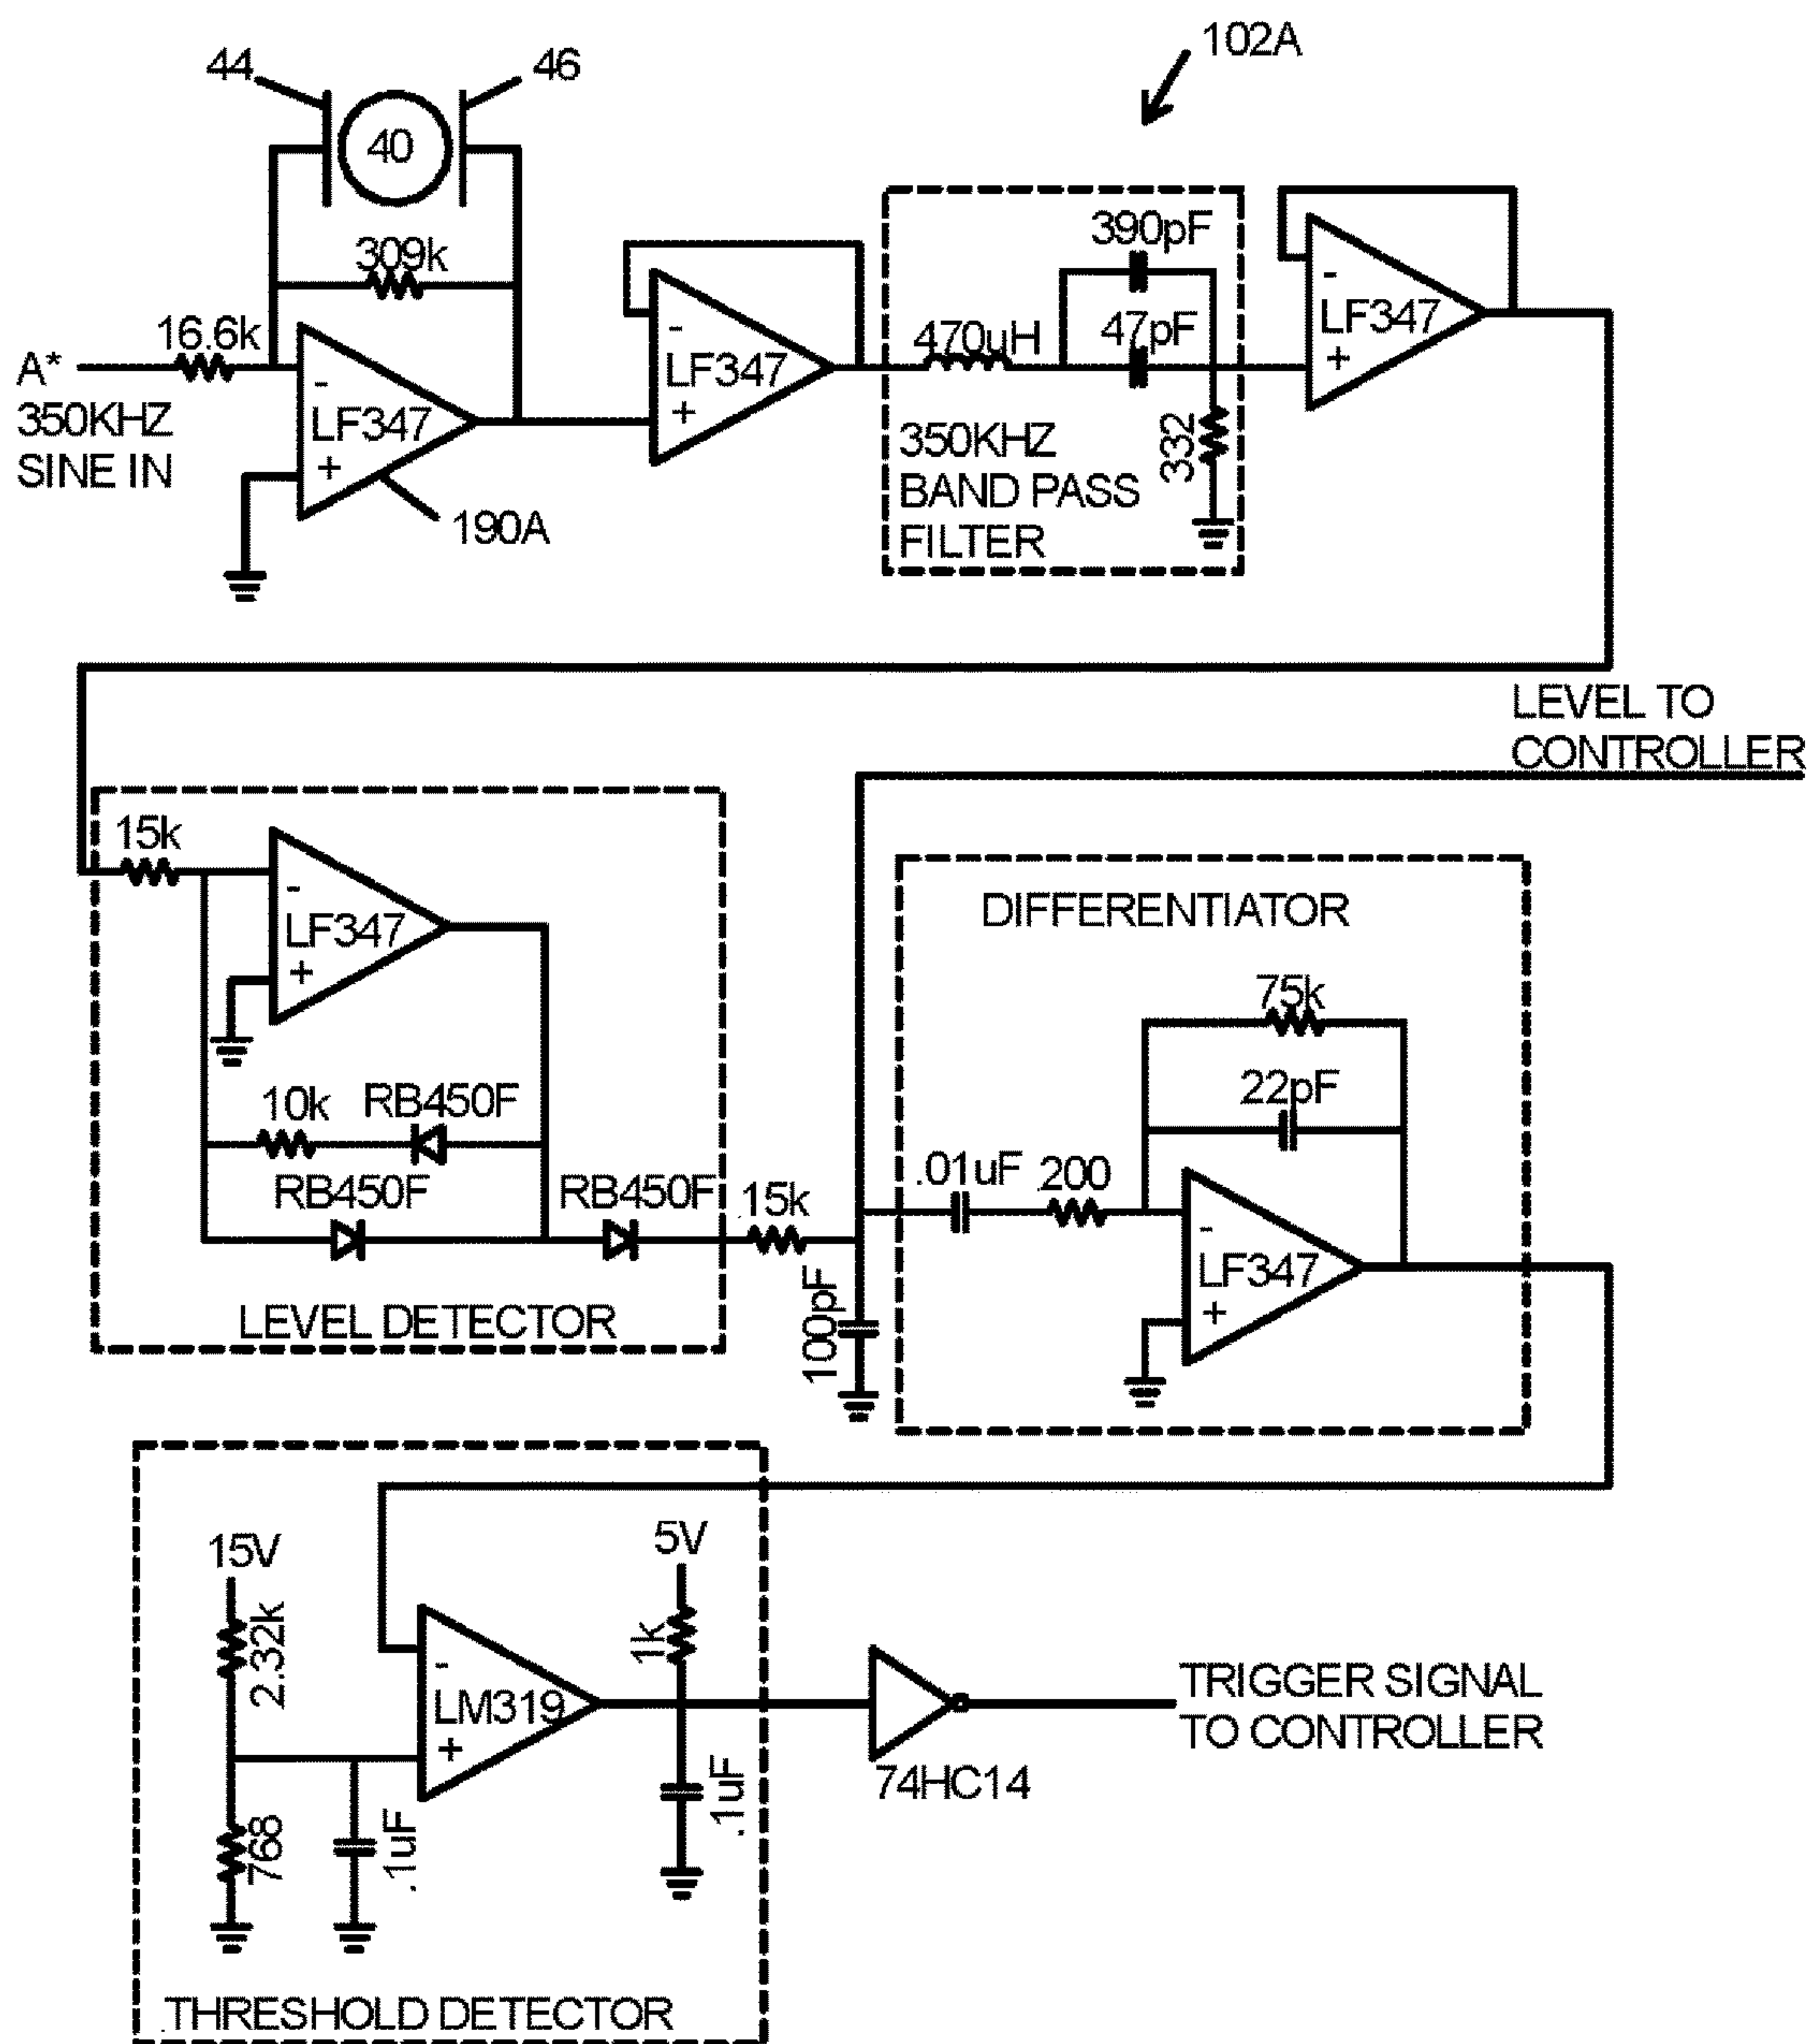 102A
44
46
40
309k
390pF
16.6k
470uH
47pF
-
LF347
+
-
LF347
+
-
LF347
+
A*
350KHZ
SINE IN
190A
332
350KHZ
BAND PASS
FILTER
LEVEL TO
CONTROLLER
15k
-
LF347
+
10k
RB450F
RB450F
RB450F
LEVEL DETECTOR
15k
100pF
DIFFERENTIATOR
75k
22pF
.01uF
200
-
LF347
+
15V
2.32k
768
.1uF
-
LM319
+
5V
1k
.1uF
THRESHOLD DETECTOR
74HC14
TRIGGER SIGNAL
TO CONTROLLER